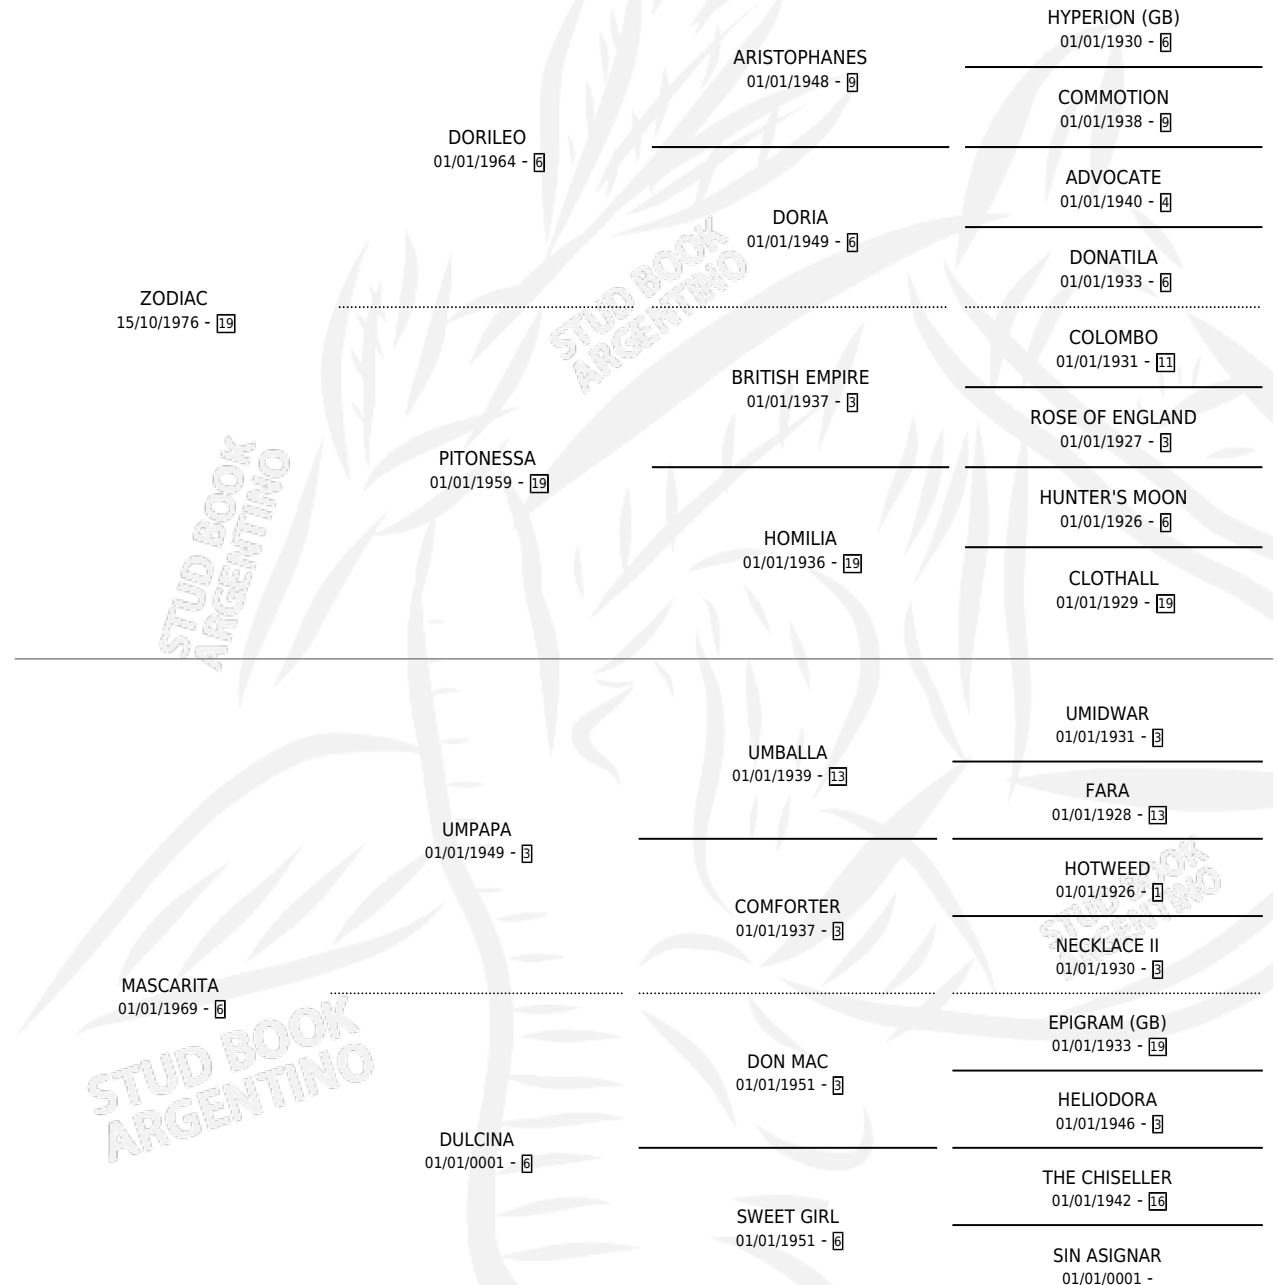 HYPERION (GB)
01/01/1930 - 6
ARISTOPHANES
01/01/1948 - 9
COMMOTION
01/01/1938 - 9
DORILEO
01/01/1964 - 6
ADVOCATE
01/01/1940 - 4
DORIA
01/01/1949 - 6
DONATILA
01/01/1933 - 6
ZODIAC
15/10/1976 - 19
COLOMBO
01/01/1931 - 11
BRITISH EMPIRE
01/01/1937 - 3
ROSE OF ENGLAND
01/01/1927 - 3
PITONESSA
01/01/1959 - 19
HUNTER'S MOON
01/01/1926 - 6
HOMILIA
01/01/1936 - 19
CLOTHALL
01/01/1929 - 19
UMIDWAR
01/01/1931 - 3
UMBALLA
01/01/1939 - 13
FARA
01/01/1928 - 13
UMPAPA
01/01/1949 - 3
HOTWEED
01/01/1926 - 1
COMFORTER
01/01/1937 - 3
NECKLACE II
01/01/1930 - 3
MASCARITA
01/01/1969 - 6
EPIGRAM (GB)
01/01/1933 - 19
DON MAC
01/01/1951 - 3
HELIODORA
01/01/1946 - 3
DULCINA
01/01/0001 - 6
THE CHISELLER
01/01/1942 - 16
SWEET GIRL
01/01/1951 - 6
SIN ASIGNAR
01/01/0001 -
STUD BOOK
ARGENTINO
STUD BOOK
ARGENTINO
STUD BOOK
ARGENTINO
STUD BOOK
ARGENTINO